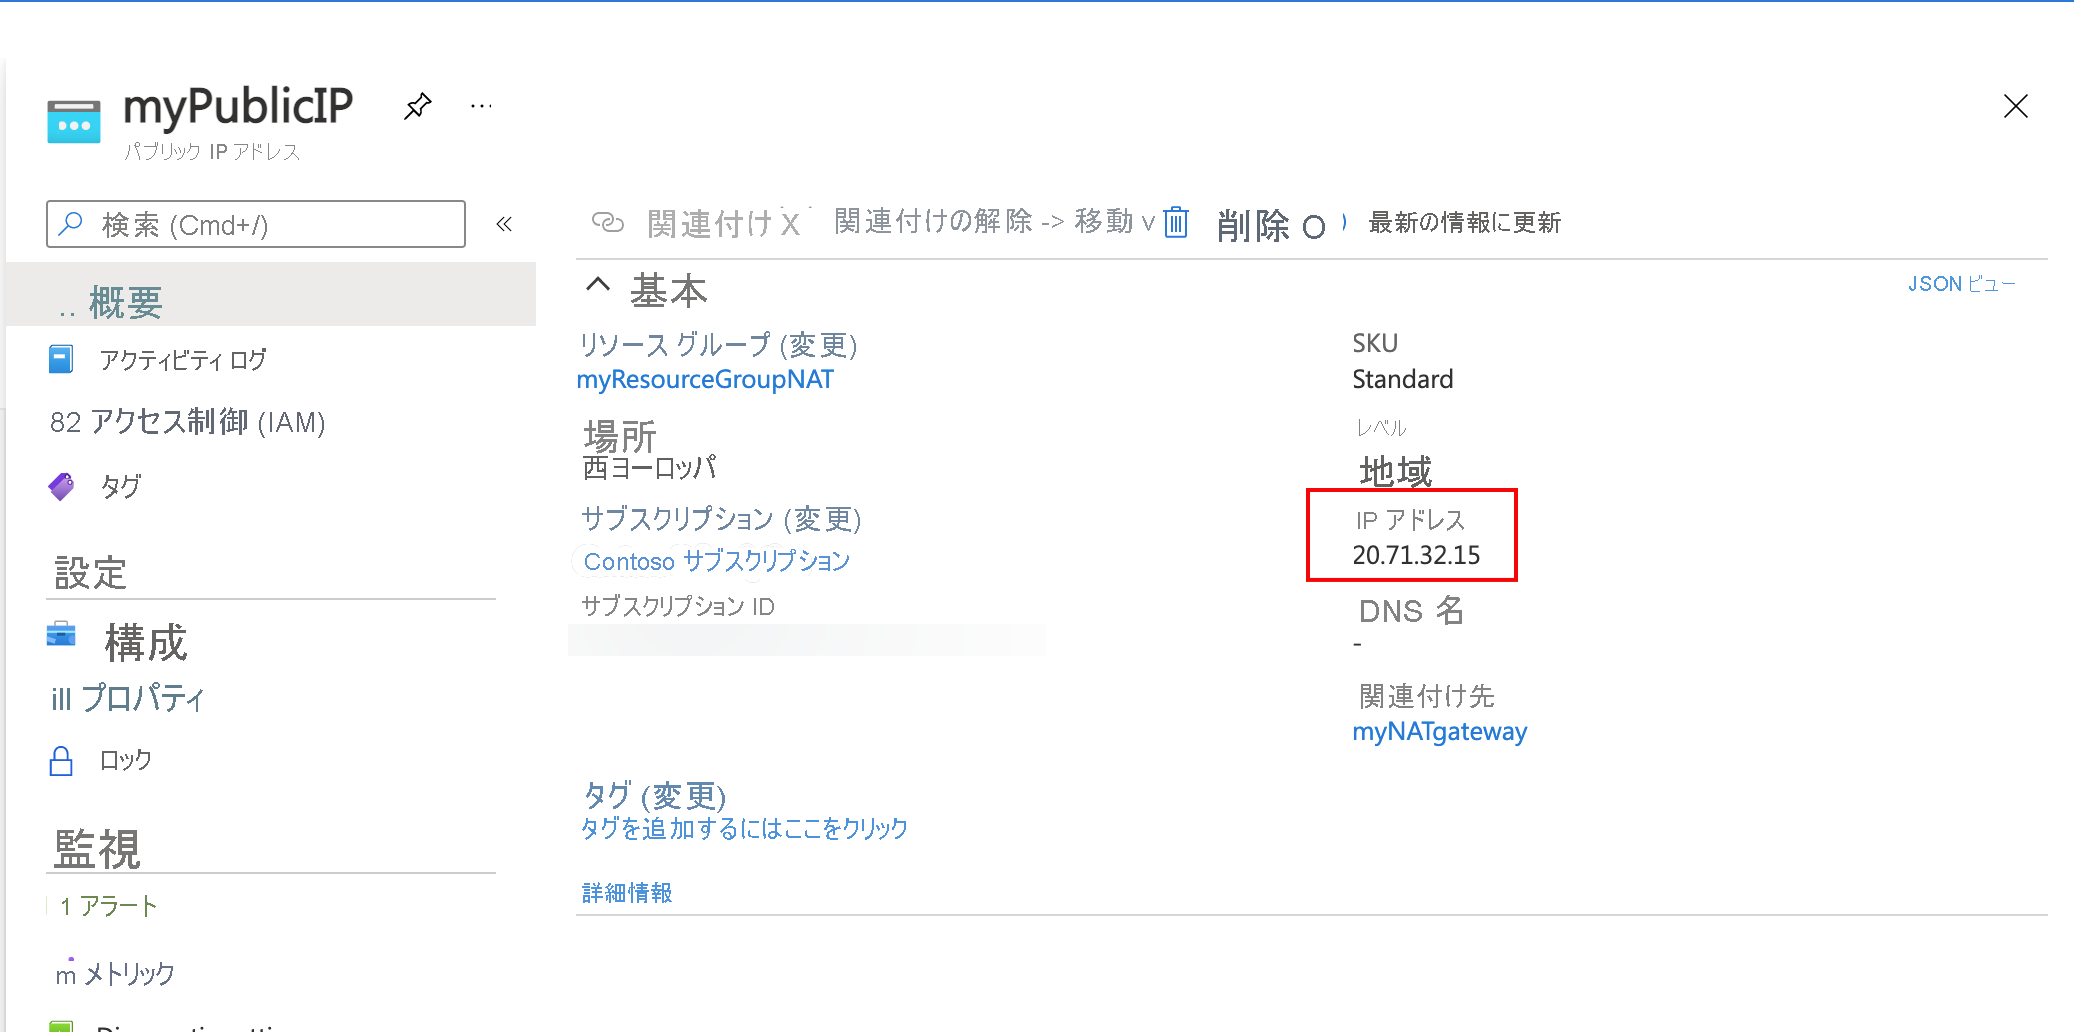 myPublicIP ...
パブリック IP アドレス
検索 (Cmd+/)
«
.. 概要
アクティビティ ログ
82 アクセス制御 (IAM)
タグ
設定
構成
ill プロパティ
ロック
監視
1 アラート
m メトリック
関連付け X 関連付けの解除 -> 移動 v 削除 O 最新の情報に更新
基本
JSON ビュー
リソース グループ (変更)
myResourceGroupNAT
場所
西ヨーロッパ
サブスクリプション (変更)
Contoso サブスクリプション
サブスクリプション ID
SKU
Standard
レベル
地域
IP アドレス
20.71.32.15
DNS 名
-
関連付け先
myNATgateway
タグ (変更)
タグを追加するにはここをクリック
詳細情報